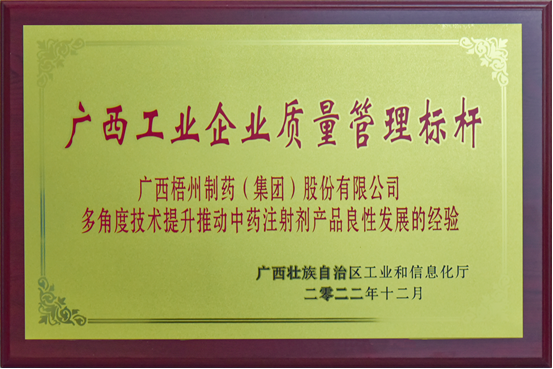 广西工业企业质量管理标杆
广西梧州制药（集团）股份有限公司
多角度技术提升推动中药注射剂产品良性发展的经验
广西壮族自治区工业和信息化厅
二零二二年十二月